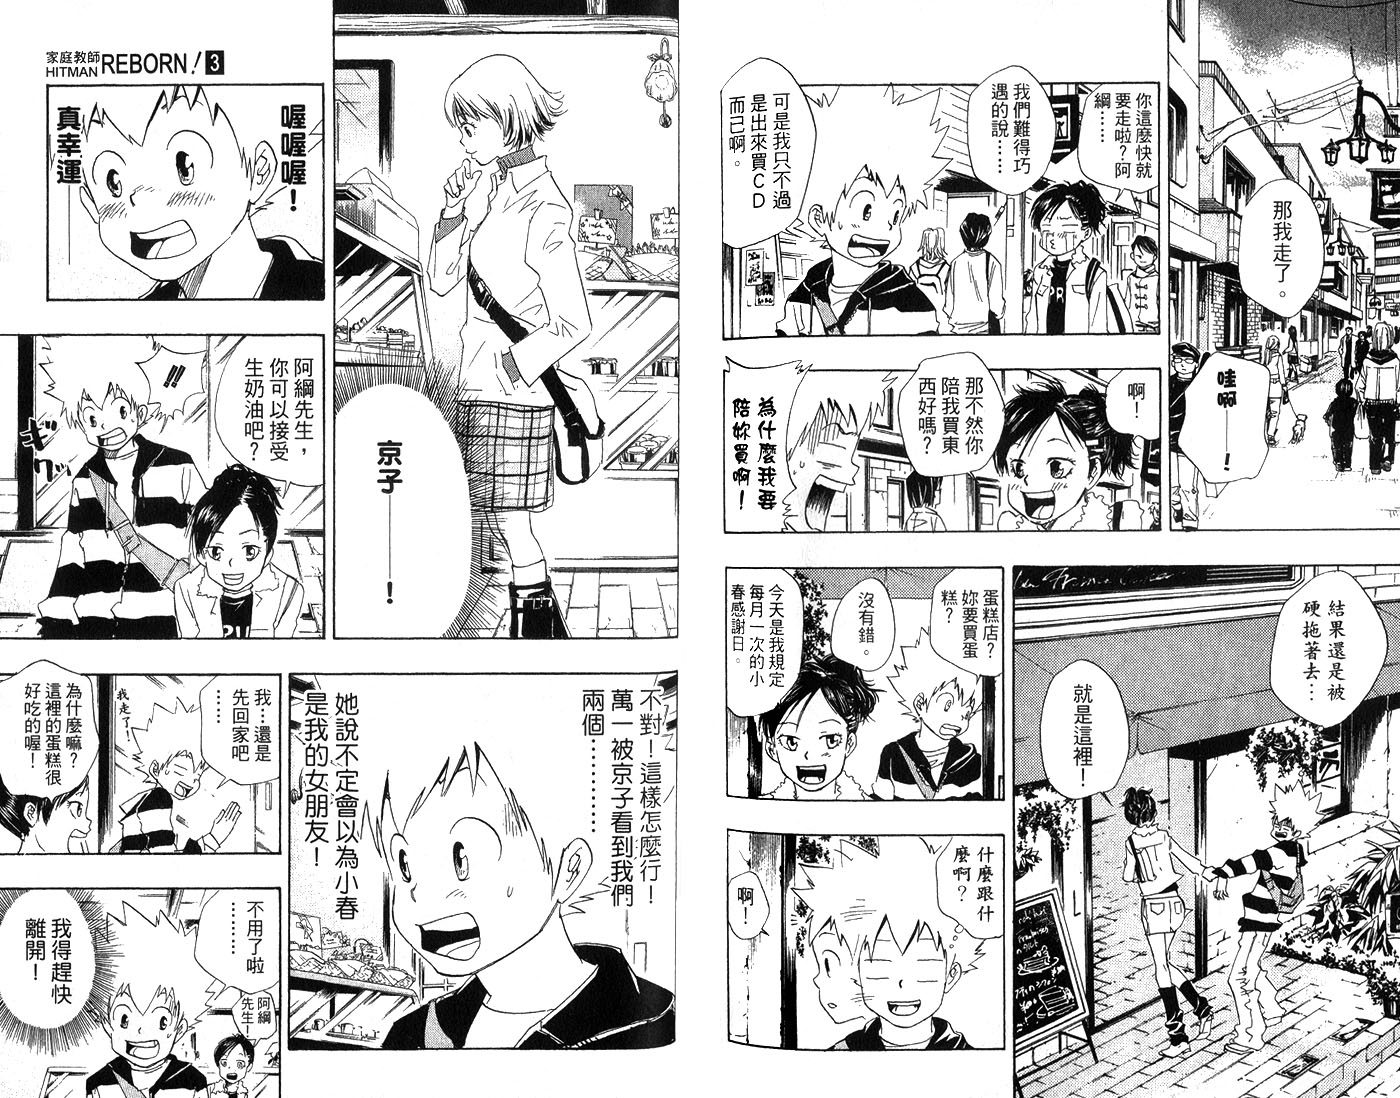 那我走了。
哇啊
!
你這麼快就
要走啦?阿
綱……
我們難得巧
遇的說……
可是我只不過
是出來買CD
而已啊。
啊!
那不然你
陪我買東
西好嗎?
為什麼我要
陪妳買啊!
結果還是被
硬拖著去…
就是這裡!
蛋糕店?
妳要買蛋
糕?
沒有錯。
今天是我規定
每月一次的小
春感謝日。
什麼跟什
麼啊?
啊!
家庭教師
HITMAN REBORN! 3
京子——!
喔喔喔!
真幸運——
!!
阿綱先生,
你可以接受
生奶油吧?
ギクッ
不對!這樣怎麼行!
萬一被京子看到我們
兩個…………
她說不定會以為小春
是我的女朋友!
我…還是
先回家吧
……
我走了!
為什麼嘛?
這裡的蛋糕很
好吃的喔!
不用了啦
……
阿綱
先生!
我得趕快
離開!